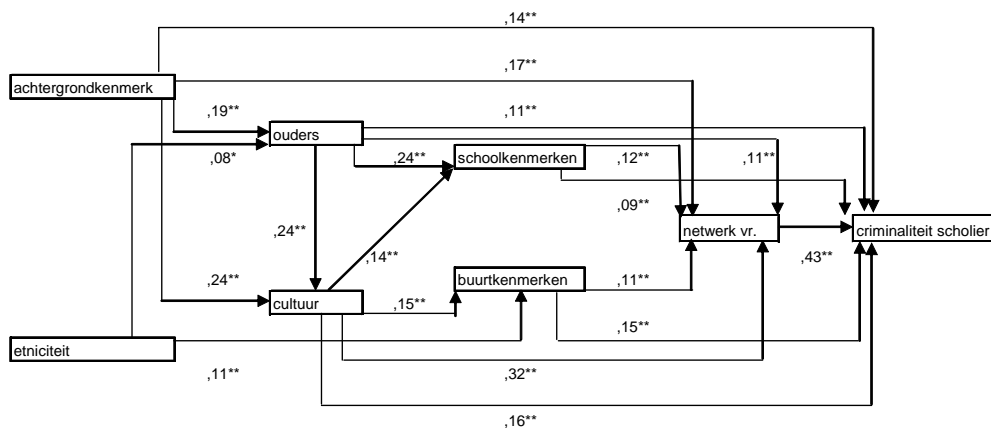 ,14**
,17**
achtergrondkenmerk
,19**
,11**
ouders
,08*
,24**
schoolkenmerken
,12**
,11**
,09**
netwerk vr.
criminaliteit scholier
,24**
,14**
,43**
,24**
cultuur
,15**
buurtkenmerken
,11**
,15**
etniciteit
,11**
,32**
,16**